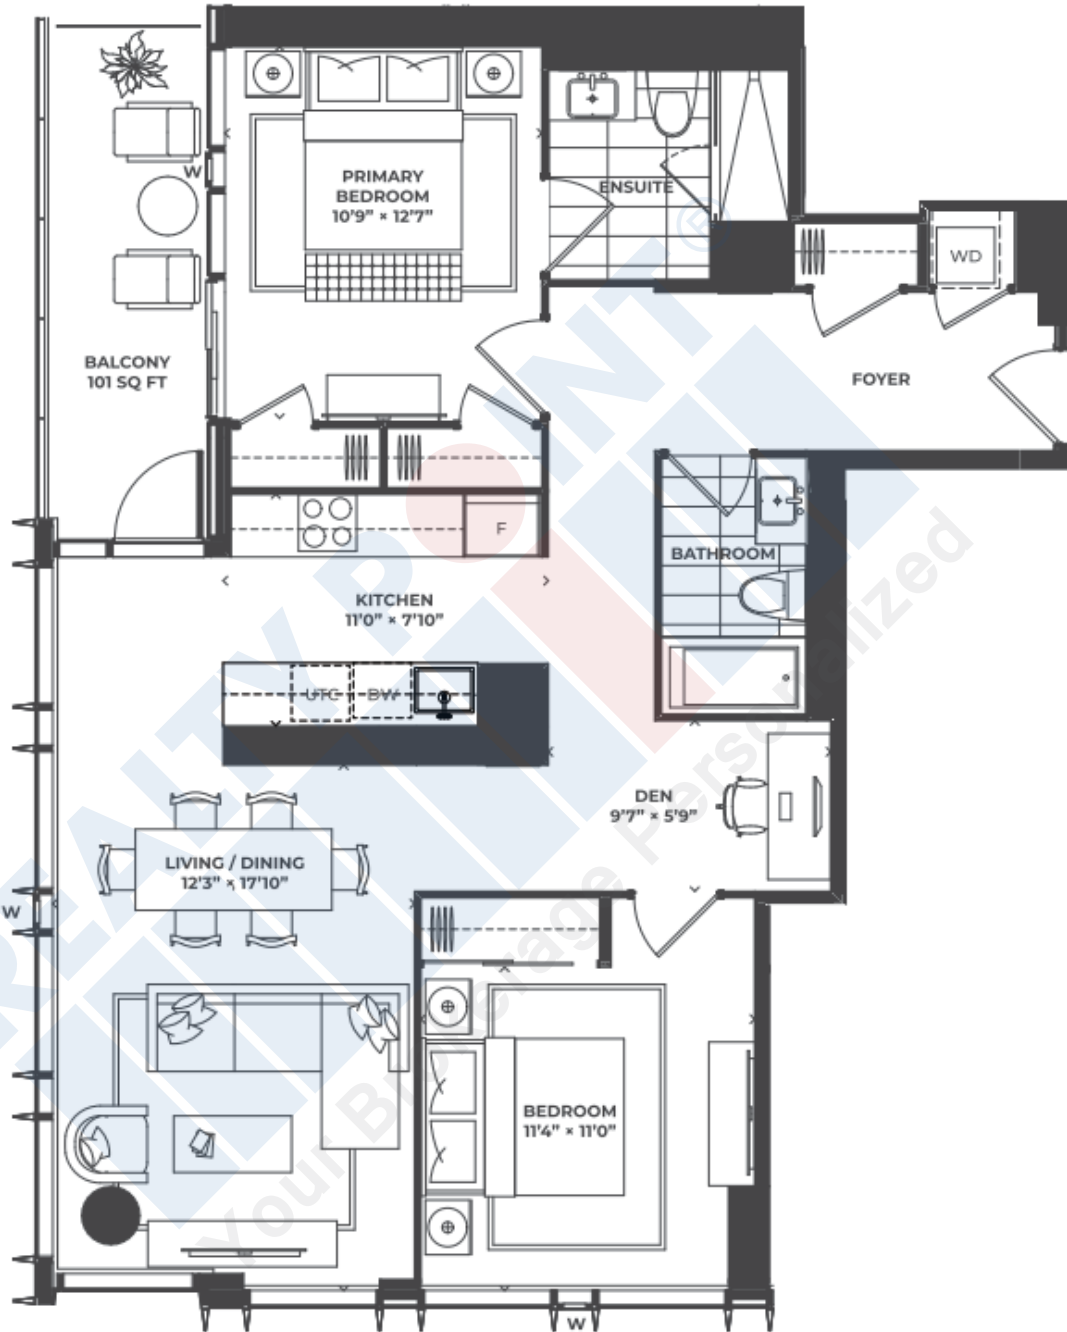 W
PRIMARY
BEDROOM
10'9" × 12'7"
ENSUITE
WD
BALCONY
101 SQ FT
FOYER
F
KITCHEN
11'0" × 7'10"
BATHROOM
UTC
DW
DEN
9'7" × 5'9"
LIVING / DINING
12'3" × 17'10"
W
BEDROOM
11'4" × 11'0"
W
REALTY POINT®
Your Brokerage Personalized